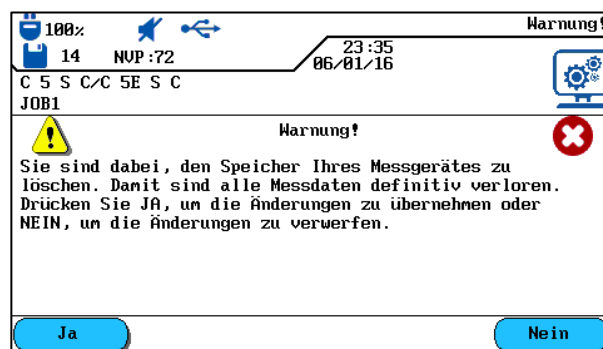 100% Warnung!
14 NVP:72 23:35
06/01/16
C 5 S C/C 5E S C
JOB1
Warnung!
Sie sind dabei, den Speicher Ihres Messgerätes zu
löschen. Damit sind alle Messdaten definitiv verloren.
Drücken Sie JA, um die Änderungen zu übernehmen oder
NEIN, um die Änderungen zu verwerfen.
Ja Nein